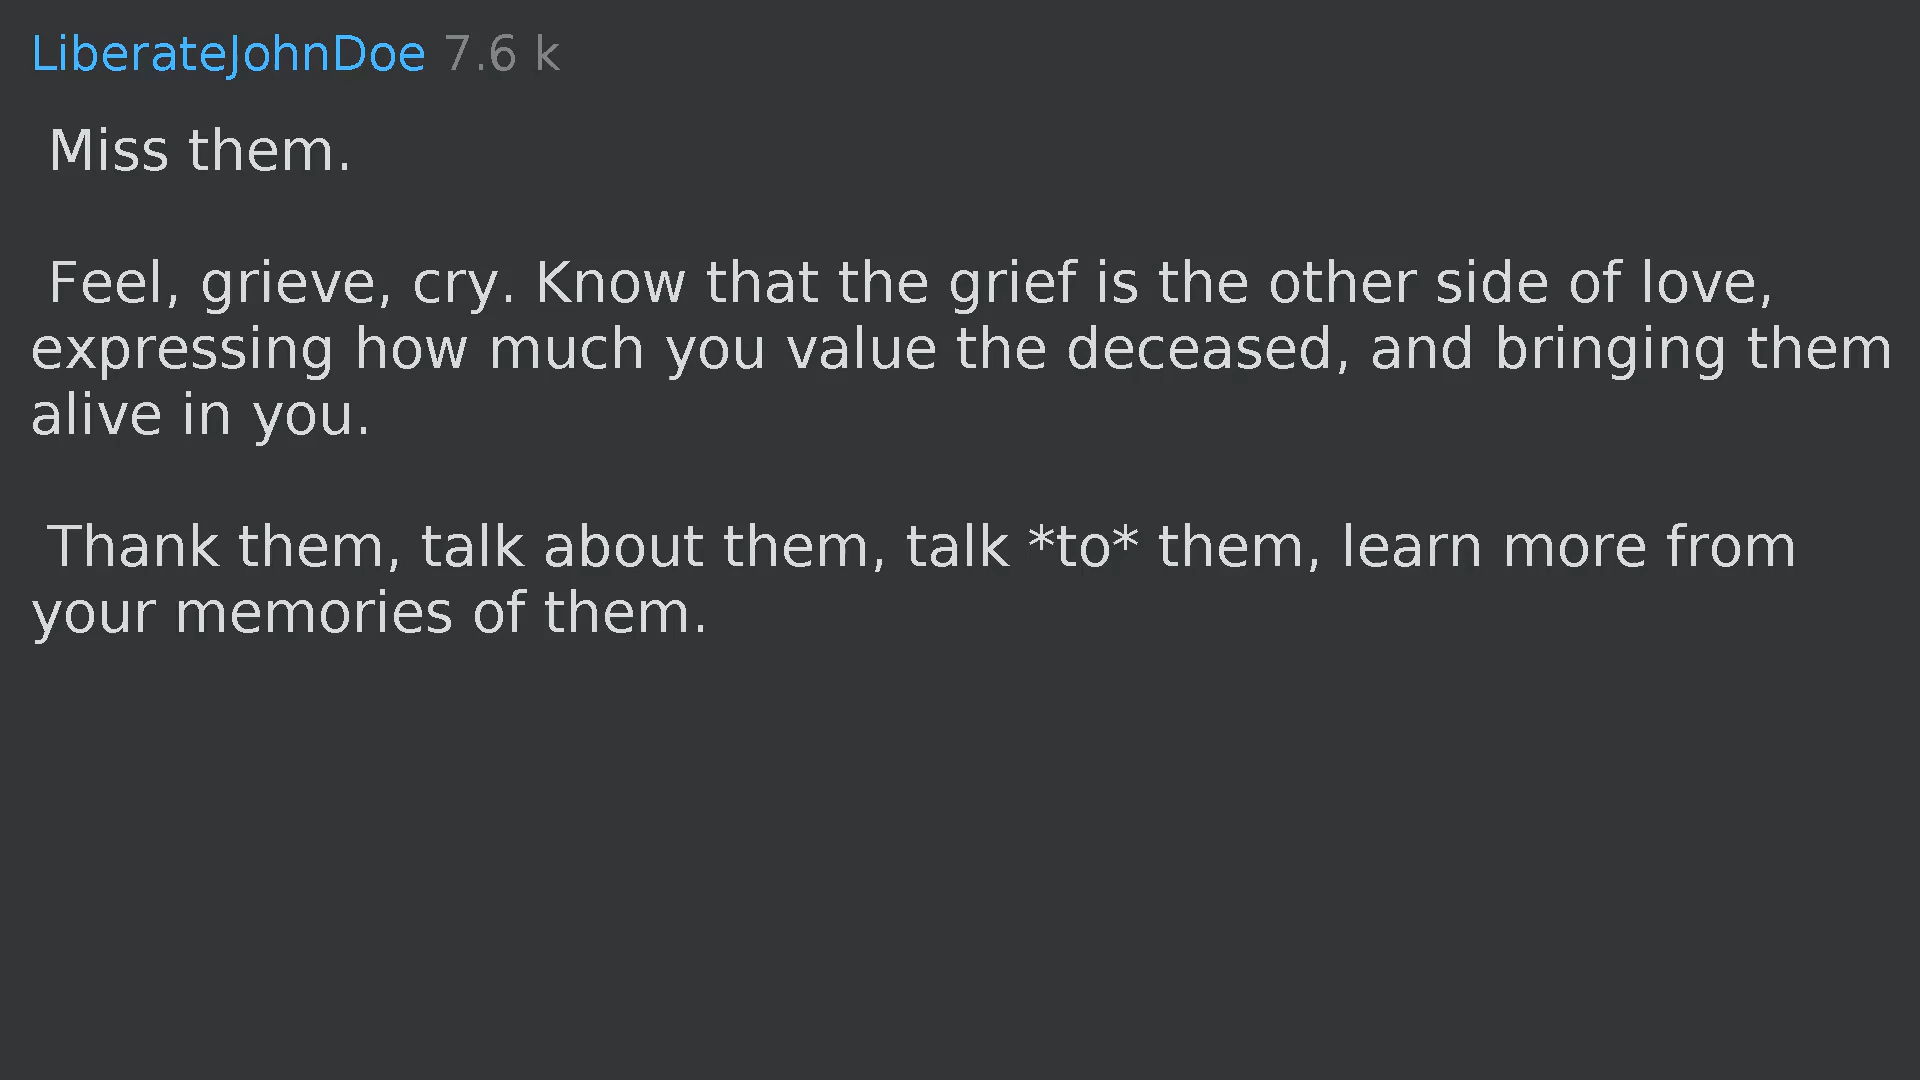 LiberateJohnDoe 7.6 k
Miss them.
Feel, grieve, cry. Know that the grief is the other side of love,
expressing how much you value the deceased, and bringing them
alive in you.
Thank them, talk about them, talk *to* them, learn more from
your memories of them.